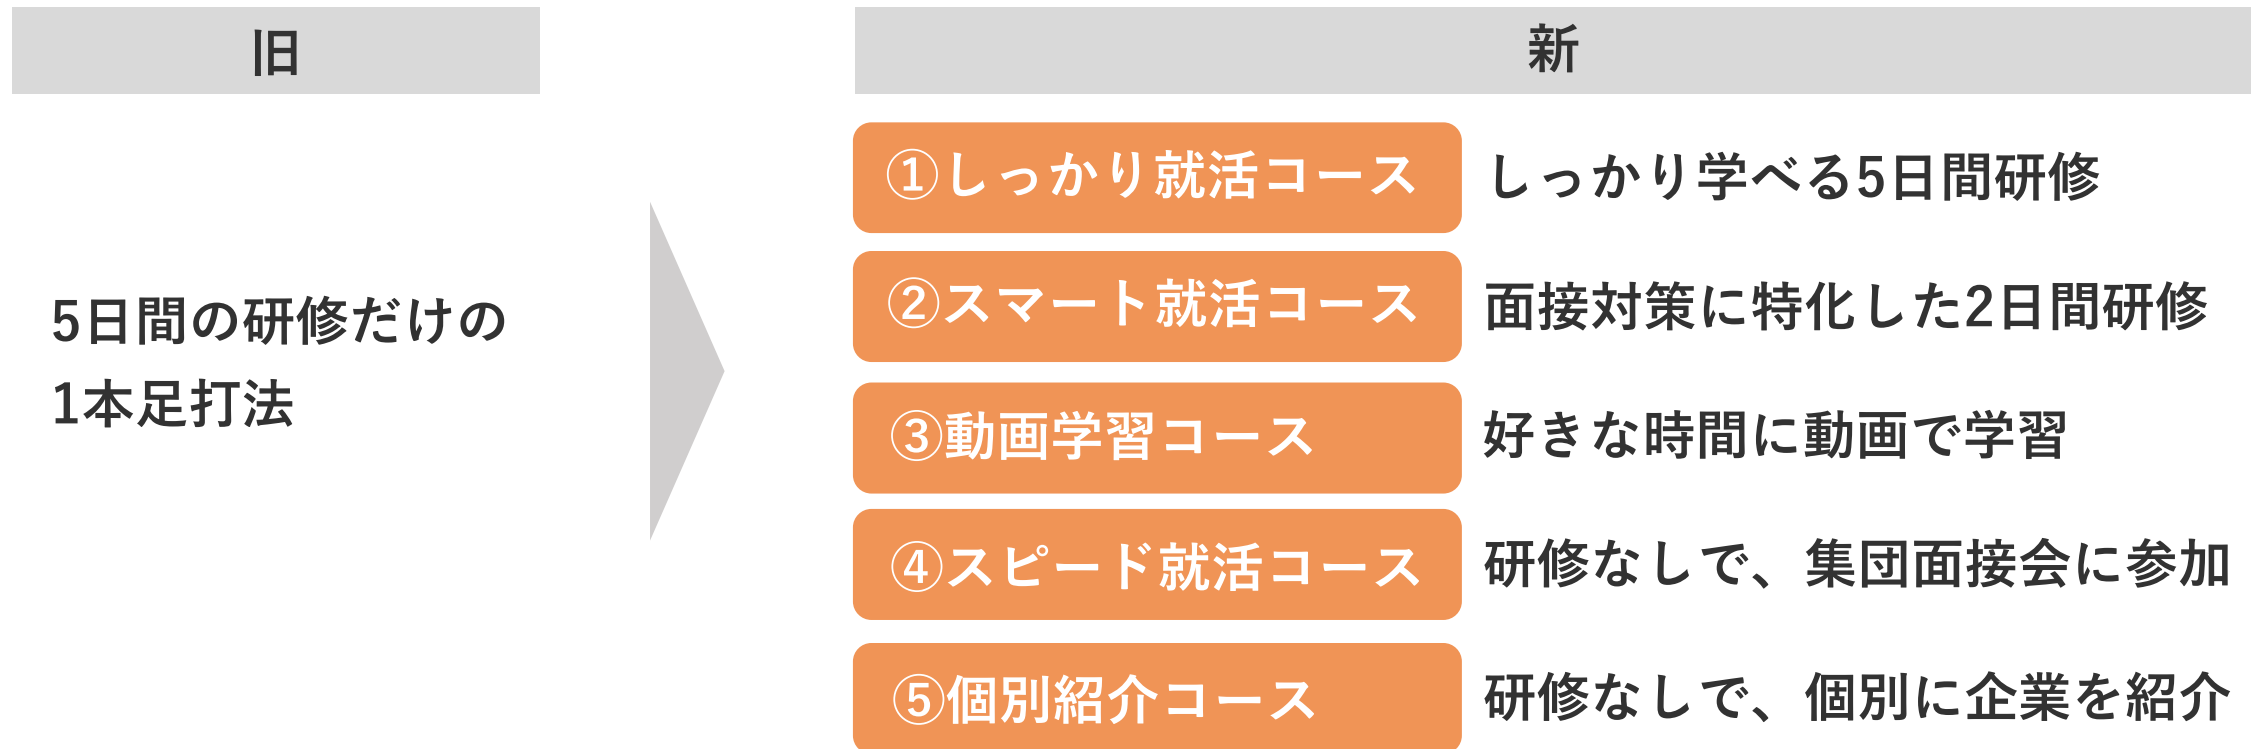 旧
5日間の研修だけの
1本足打法
新
①しっかり就活コース しっかり学べる5日間研修
②スマート就活コース 面接対策に特化した2日間研修
③動画学習コース 好きな時間に動画で学習
④スピード就活コース 研修なしで、集団面接会に参加
⑤個別紹介コース 研修なしで、個別に企業を紹介